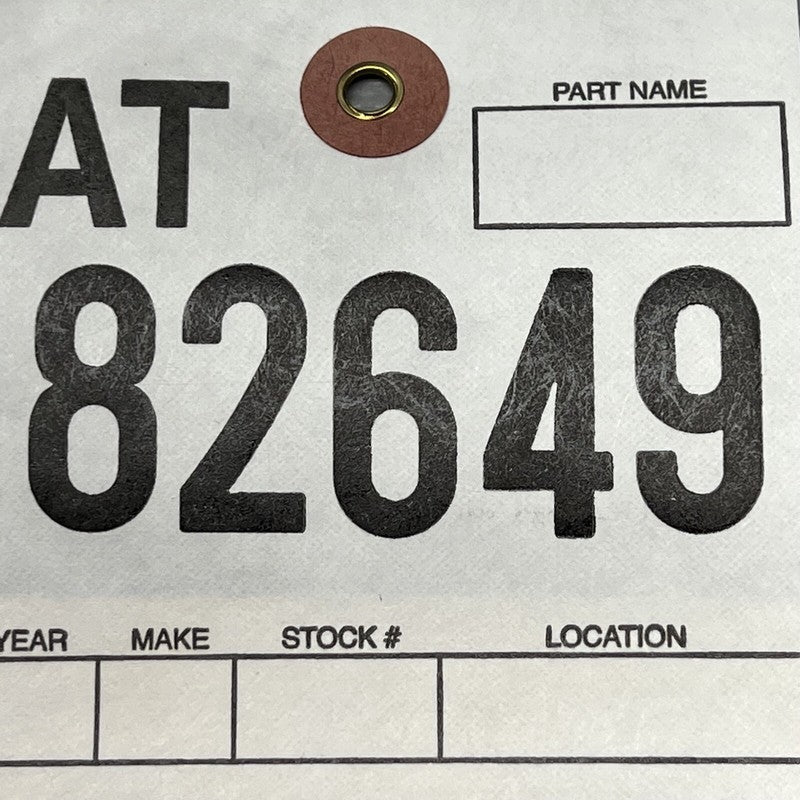 AT
PART NAME
82649
YEAR MAKE STOCK # LOCATION